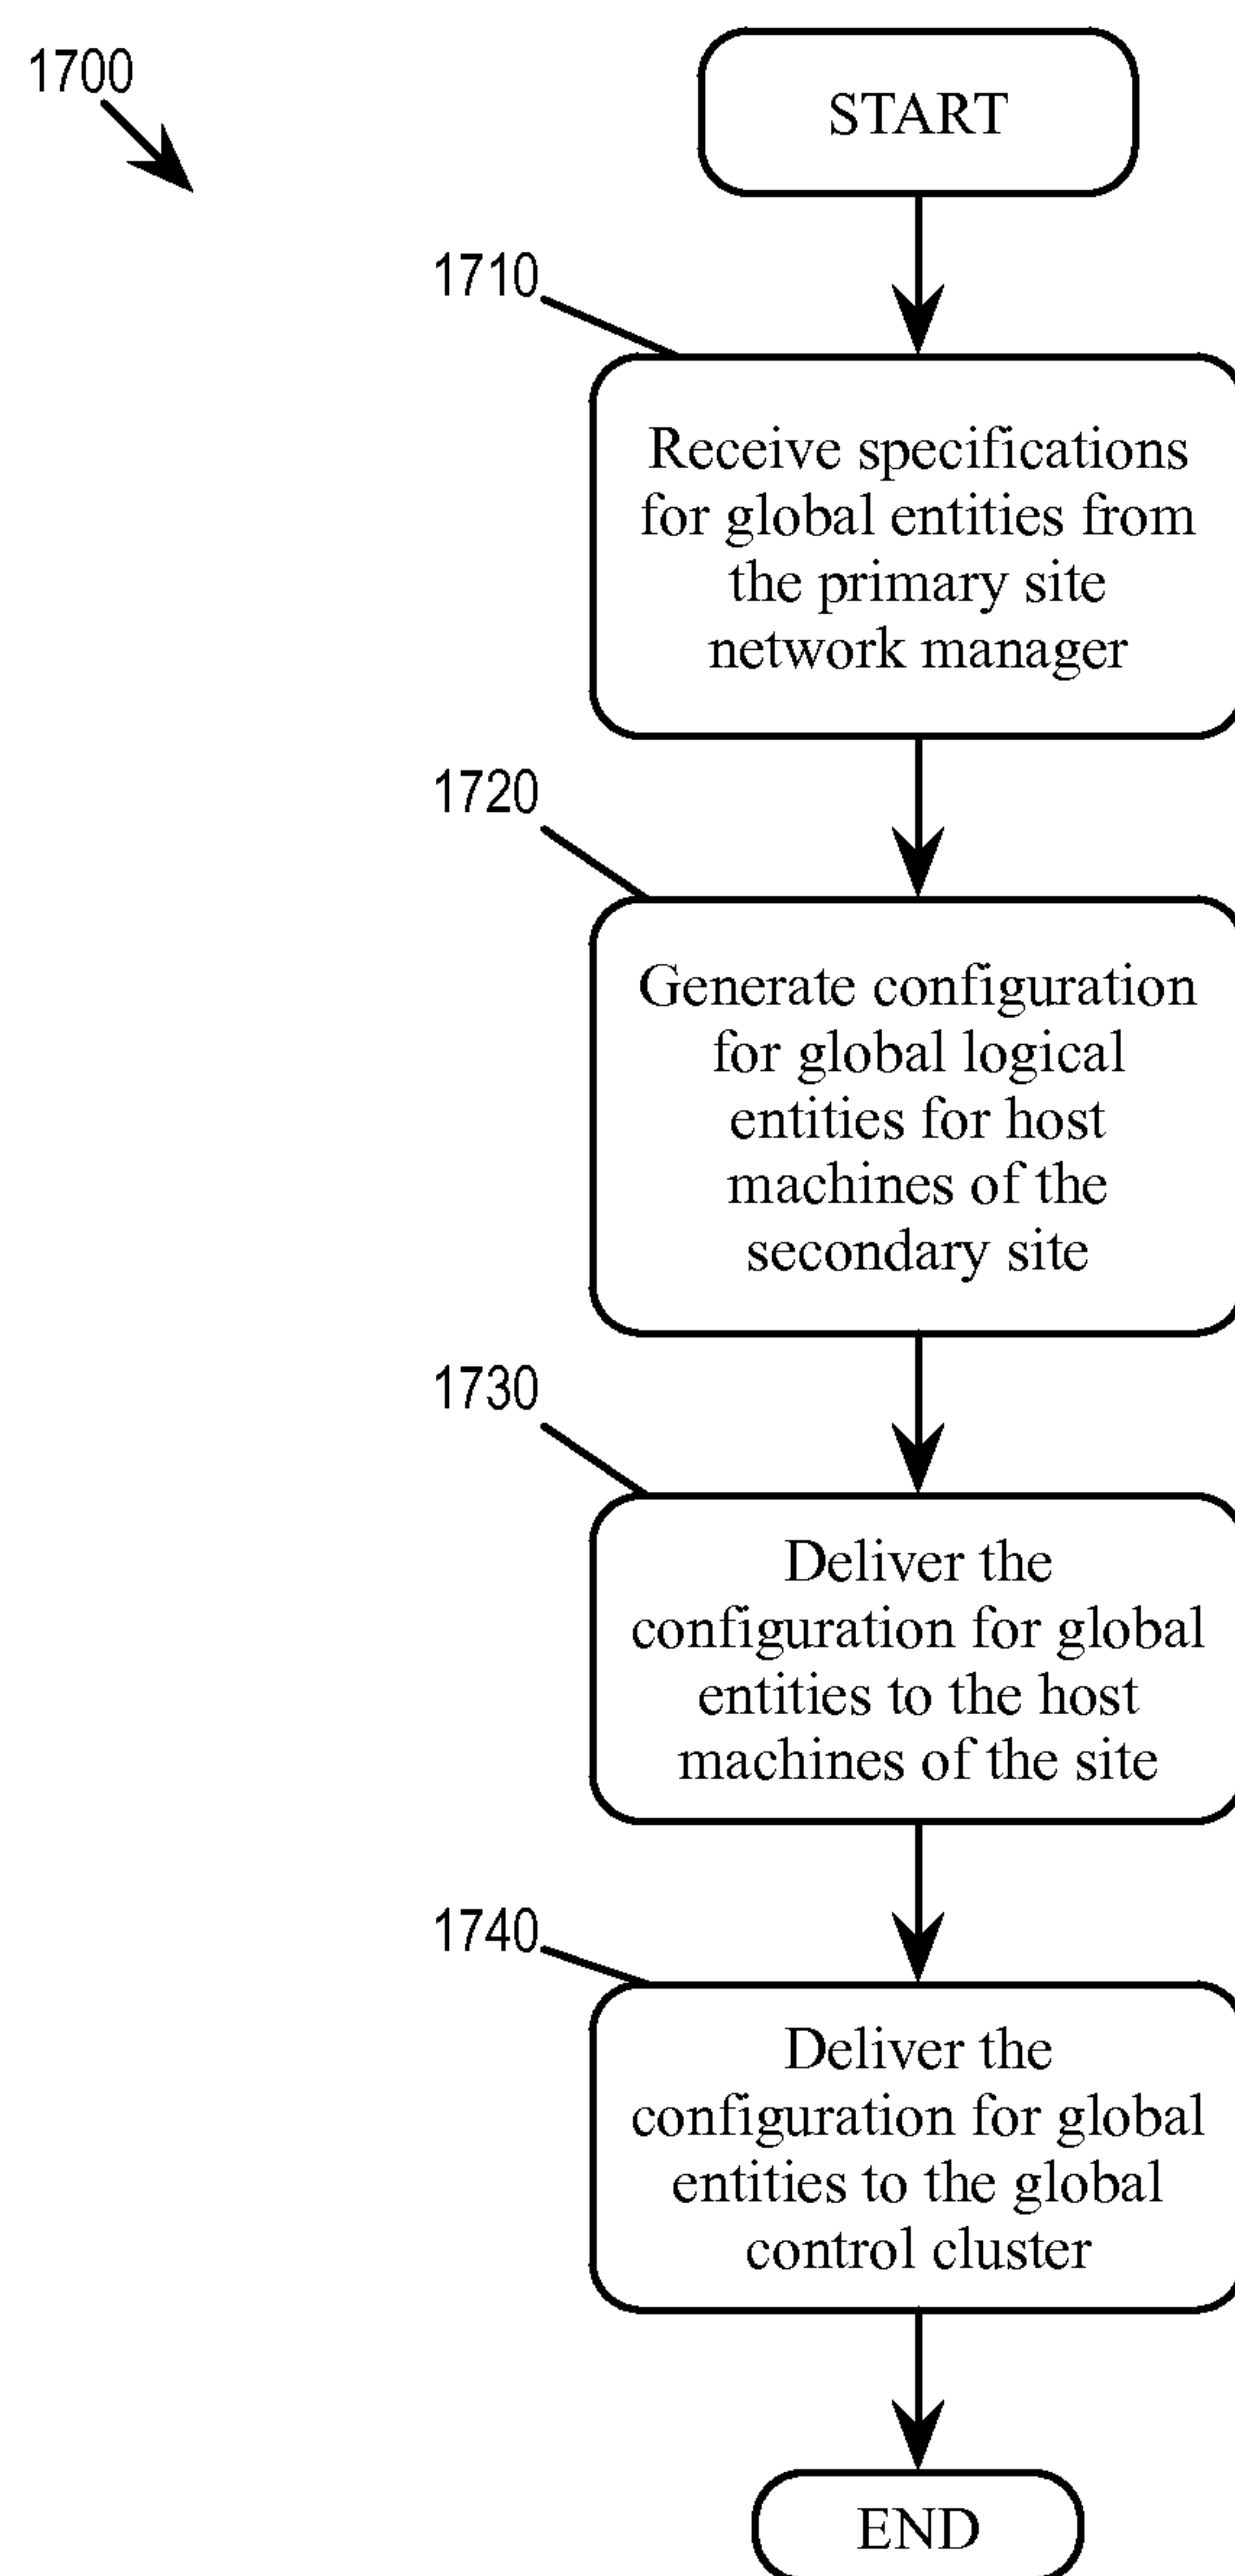 1700
START
1710
Receive specifications
for global entities from
the primary site
network manager
1720
Generate configuration
for global logical
entities for host
machines of the
secondary site
1730
Deliver the
configuration for global
entities to the host
machines of the site
1740
Deliver the
configuration for global
entities to the global
control cluster
END